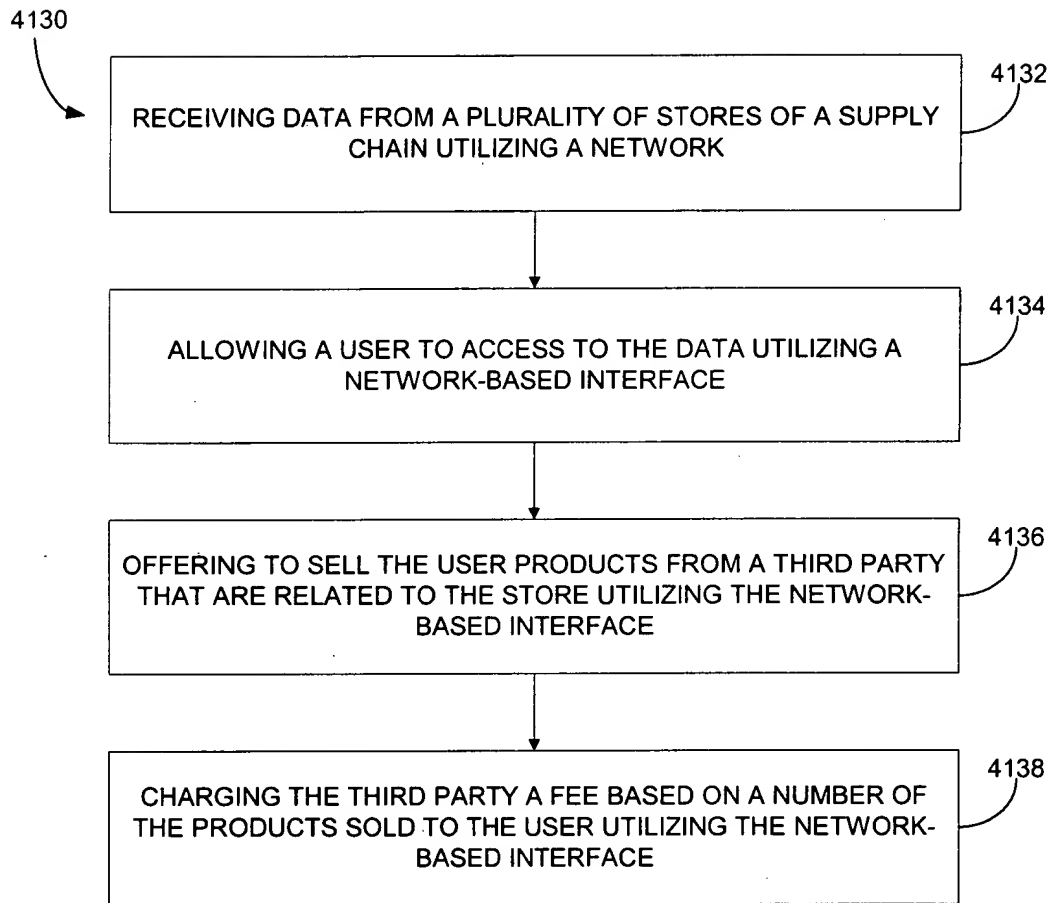 4130
4132
RECEIVING DATA FROM A PLURALITY OF STORES OF A SUPPLY
CHAIN UTILIZING A NETWORK
4134
ALLOWING A USER TO ACCESS TO THE DATA UTILIZING A
NETWORK-BASED INTERFACE
4136
OFFERING TO SELL THE USER PRODUCTS FROM A THIRD PARTY
THAT ARE RELATED TO THE STORE UTILIZING THE NETWORK-
BASED INTERFACE
4138
CHARGING THE THIRD PARTY A FEE BASED ON A NUMBER OF
THE PRODUCTS SOLD TO THE USER UTILIZING THE NETWORK-
BASED INTERFACE